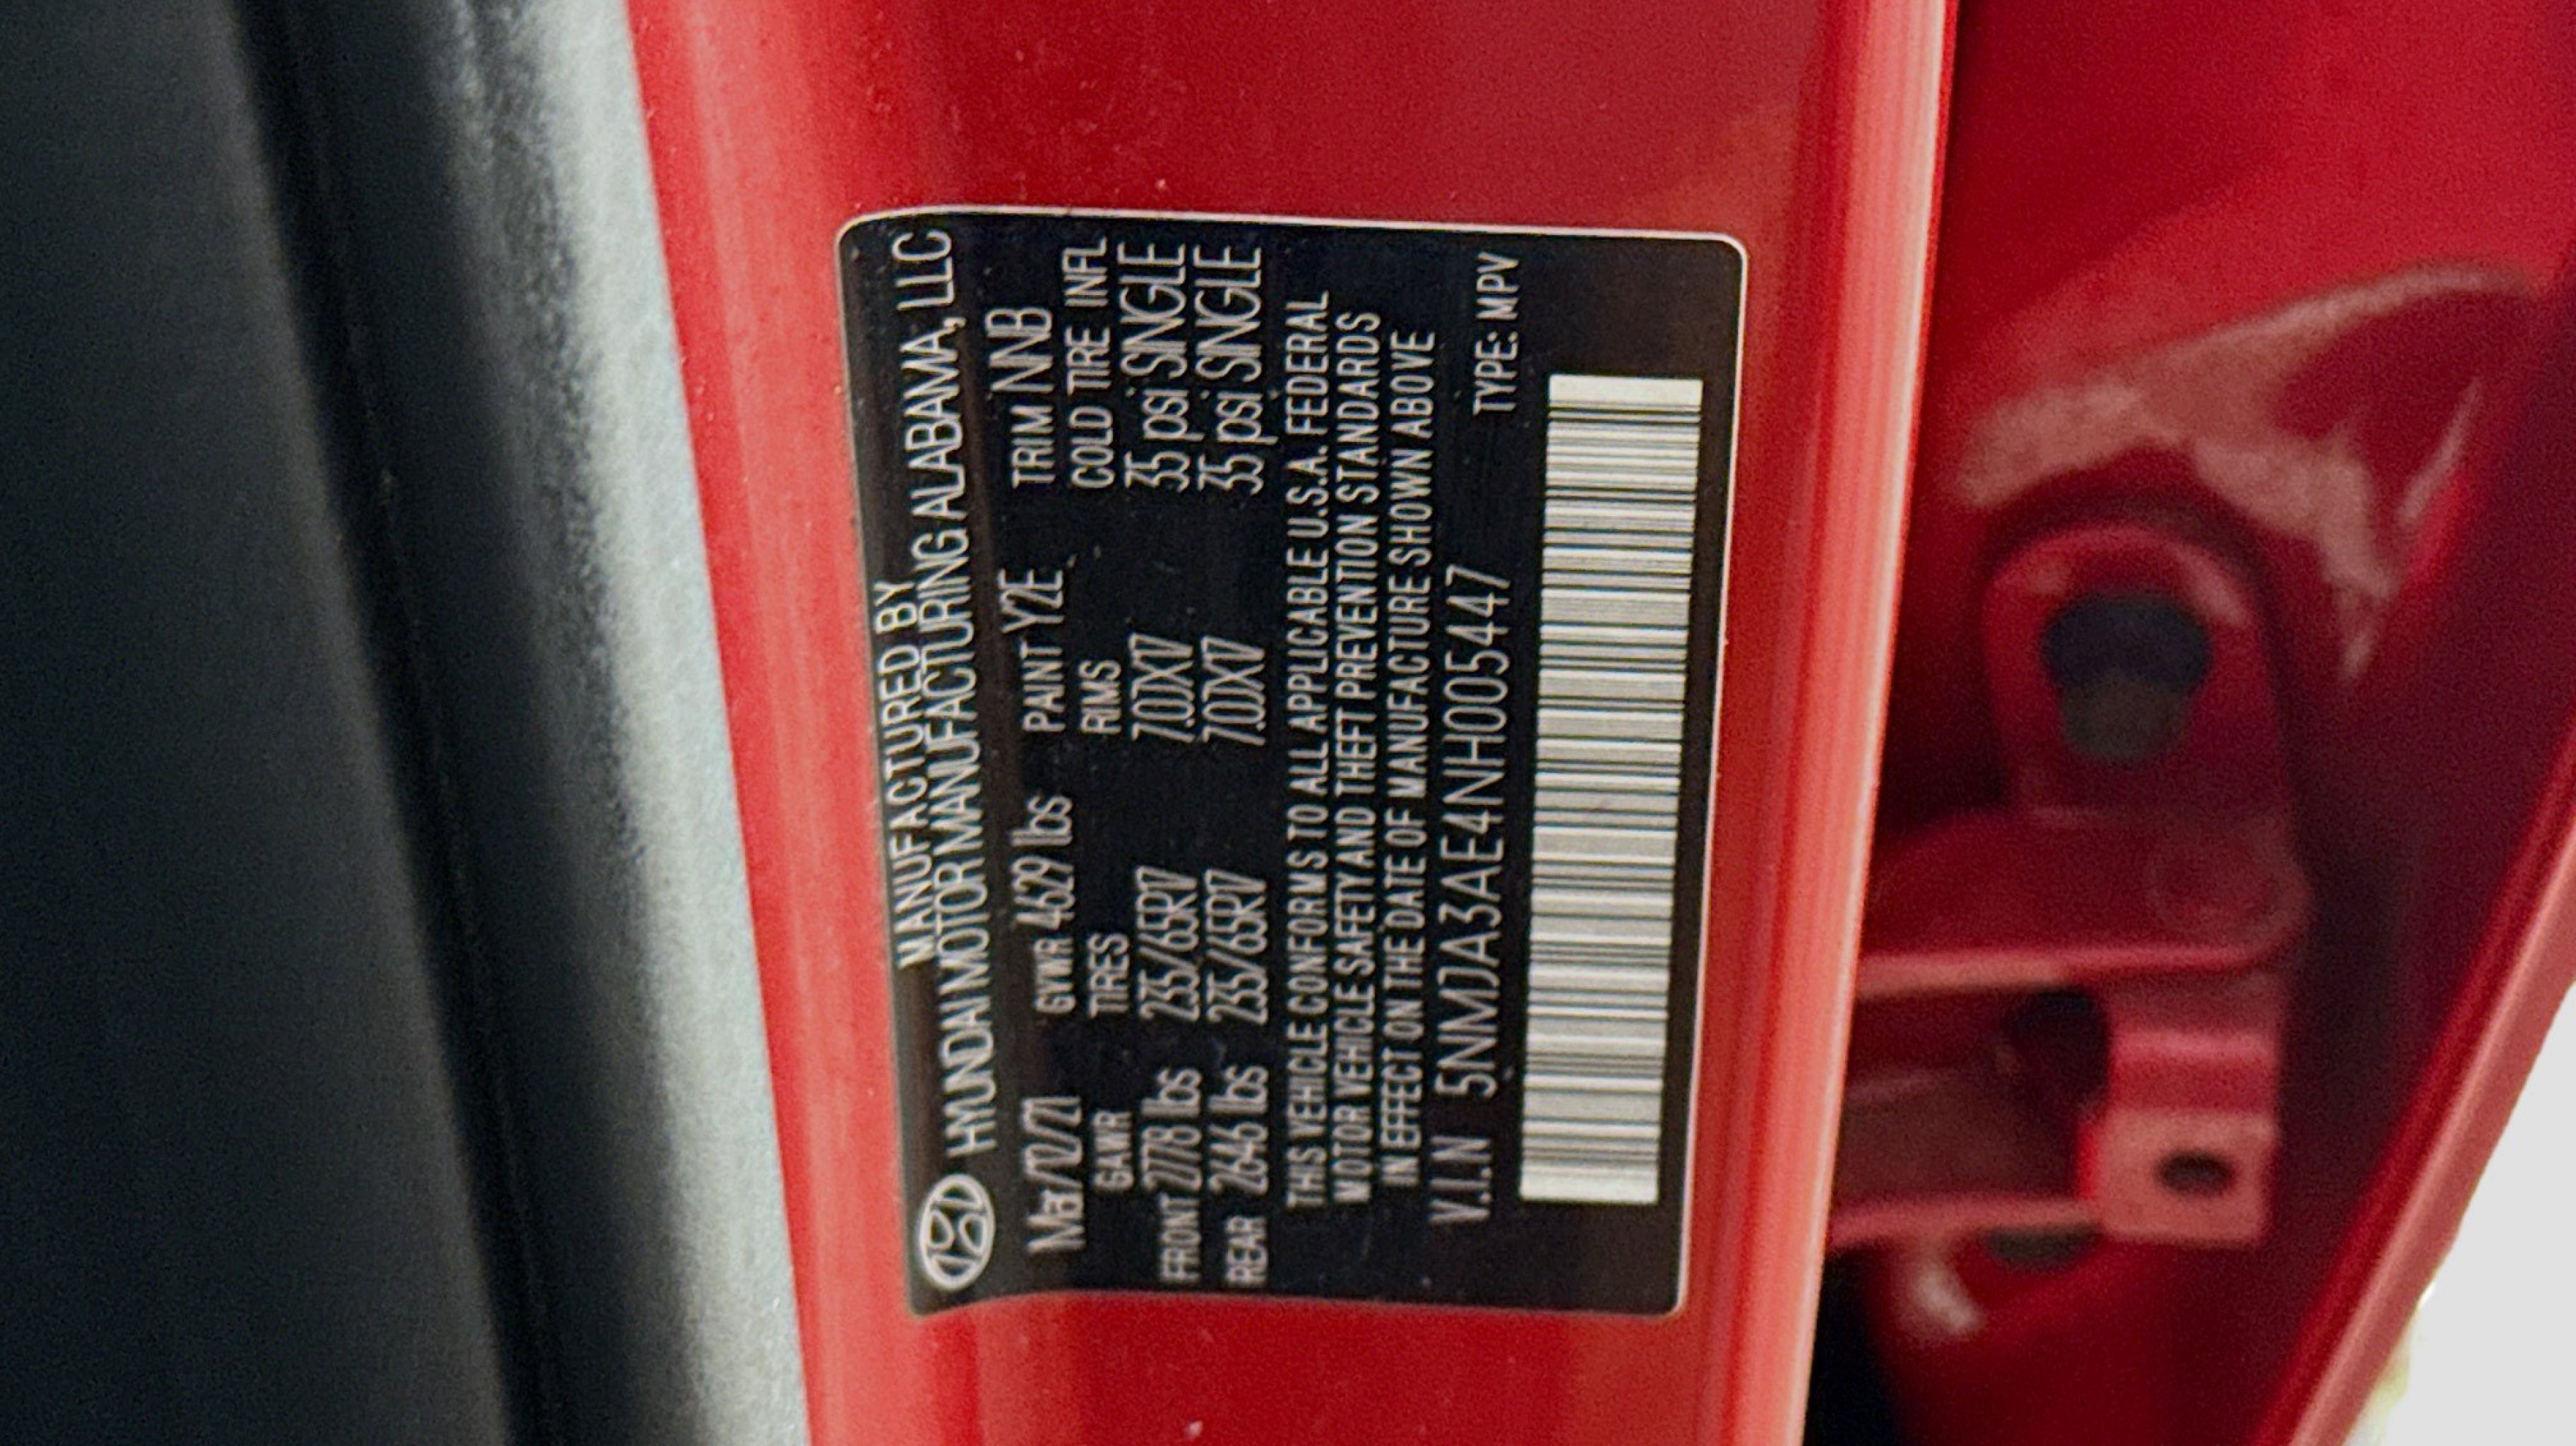 MANUFACTURED BY
HYUNDAI MOTOR MANUFACTURING ALABAMA, LLC
Mar/12/21 GVWR 4629 lbs PAINT Y2E TRIM NNB
GAWR TIRES RIMS COLD TIRE INFL
FRONT 2778 lbs 235/65R17 7.0JX17 35 psi SINGLE
REAR 2646 lbs 235/65R17 7.0JX17 35 psi SINGLE
THIS VEHICLE CONFORMS TO ALL APPLICABLE U.S.A. FEDERAL
MOTOR VEHICLE SAFETY AND THEFT PREVENTION STANDARDS
IN EFFECT ON THE DATE OF MANUFACTURE SHOWN ABOVE
V.I.N 5NMJA3AE4NH005447
TYPE: MPV